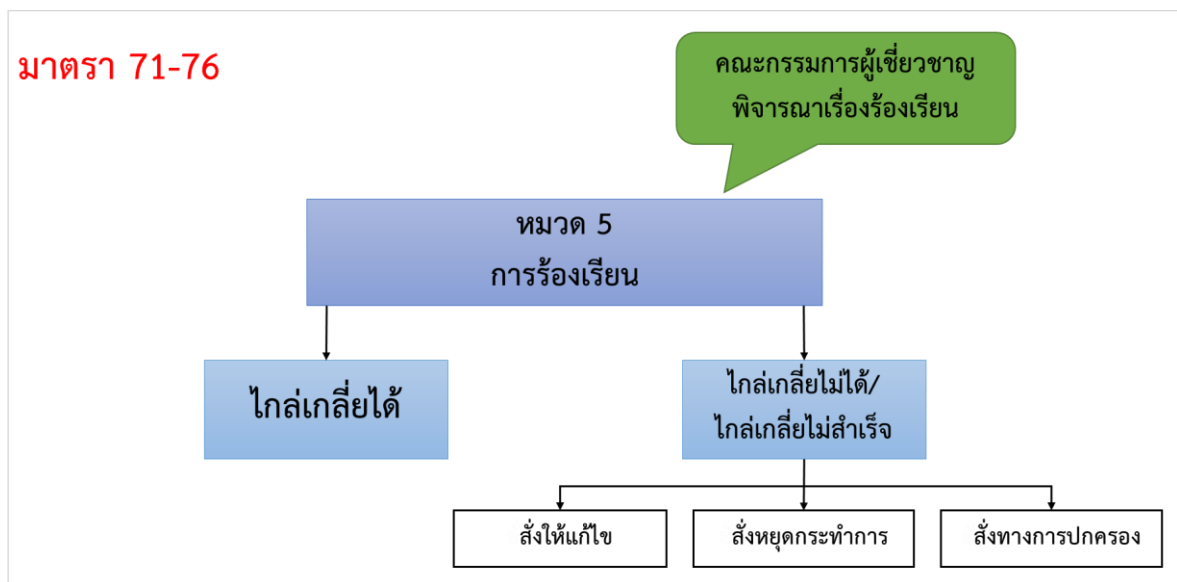 มาตรา 71-76
คณะกรรมการผู้เชี่ยวชาญ
พิจารณาเรื่องร้องเรียน
หมวด 5
การร้องเรียน
ไกล่เกลี่ยได้
ไกล่เกลี่ยไม่ได้/
ไกล่เกลี่ยไม่สำเร็จ
สั่งให้แก้ไข
สั่งหยุดกระทำการ
สั่งทางการปกครอง